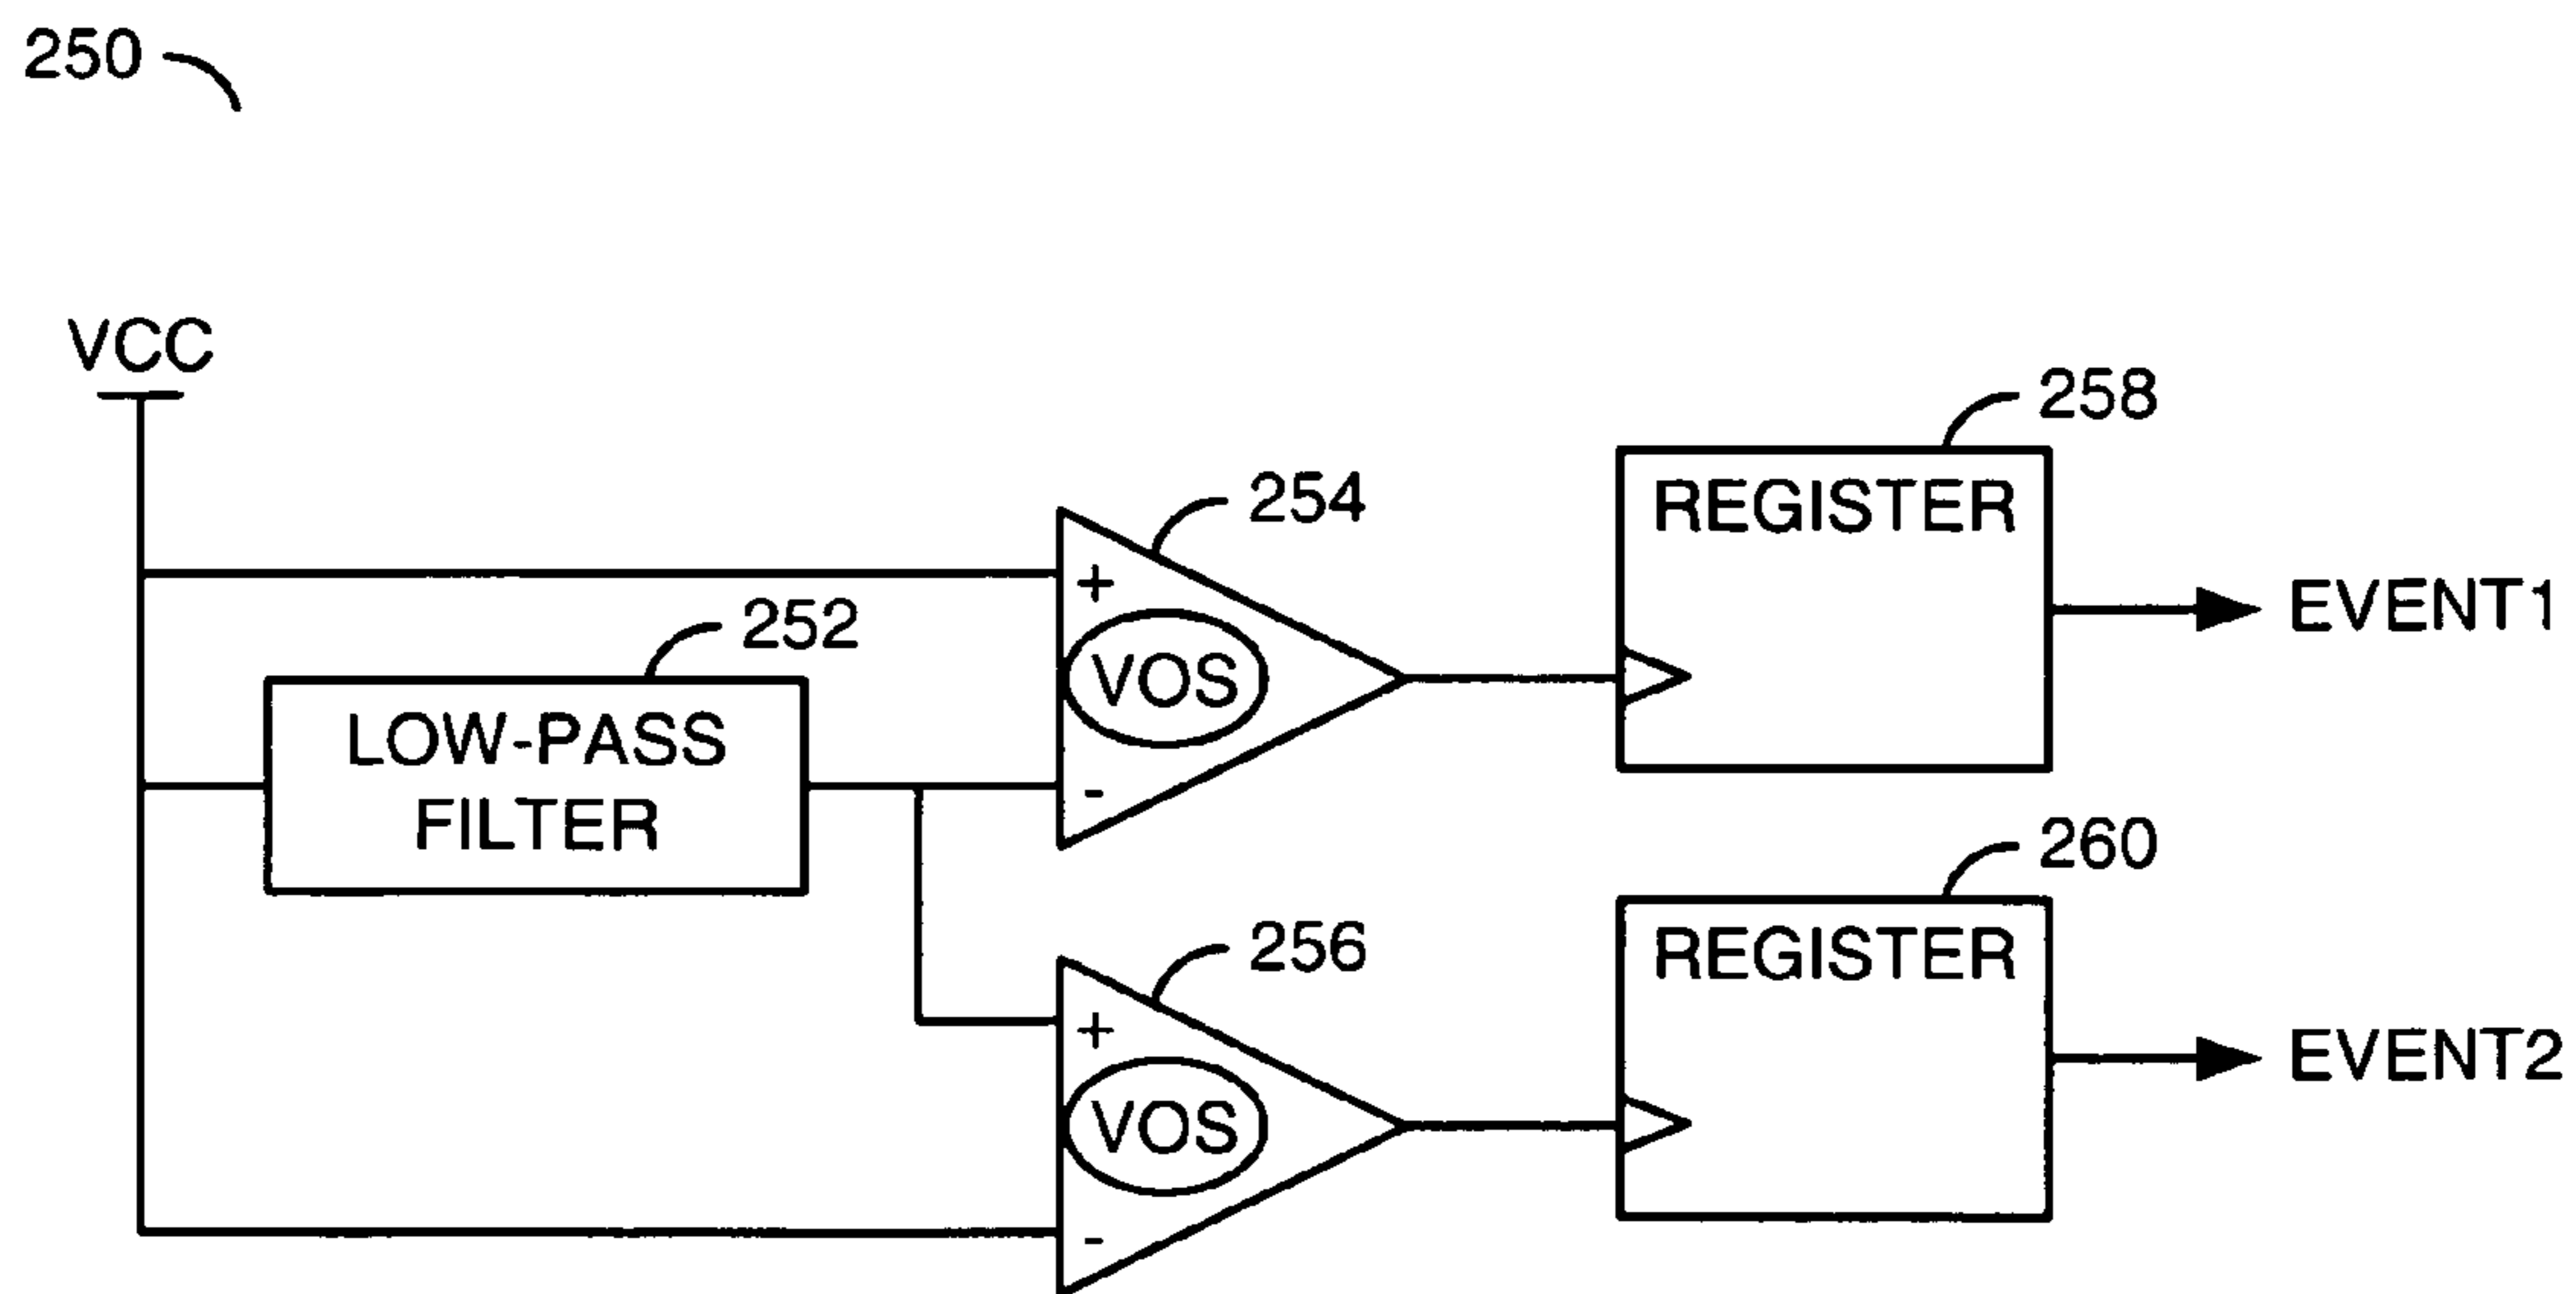 250
VCC
258
254
REGISTER
+
EVENT1
252
VOS
LOW-PASS
FILTER
-
260
256
REGISTER
+
EVENT2
VOS
-